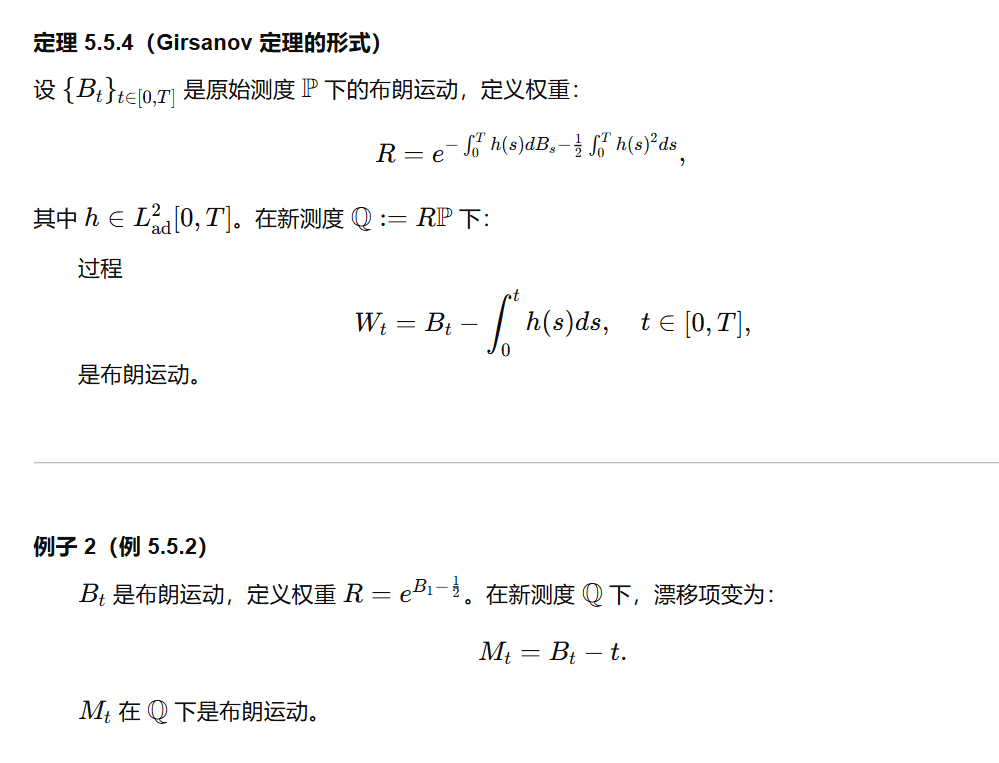 定理 5.5.4（Girsanov 定理的形式）
设 $\{B_t\}_{t\in[0,T]}$ 是原始测度 $\mathbb{P}$ 下的布朗运动，定义权重：
$R = e^{-\int_0^T h(s)dB_s-\frac{1}{2}\int_0^T h(s)^2ds},$
其中 $h \in L^2_{\mathrm{ad}}[0,T]$。在新测度 $\mathbb{Q} := R\mathbb{P}$ 下：
过程
$W_t = B_t - \int_0^t h(s)ds, \quad t \in [0,T],$
是布朗运动。
例子 2（例 5.5.2）
$B_t$ 是布朗运动，定义权重 $R = e^{B_1-\frac{1}{2}}$。在新测度 $\mathbb{Q}$ 下，漂移项变为：
$M_t = B_t - t.$
$M_t$ 在 $\mathbb{Q}$ 下是布朗运动。